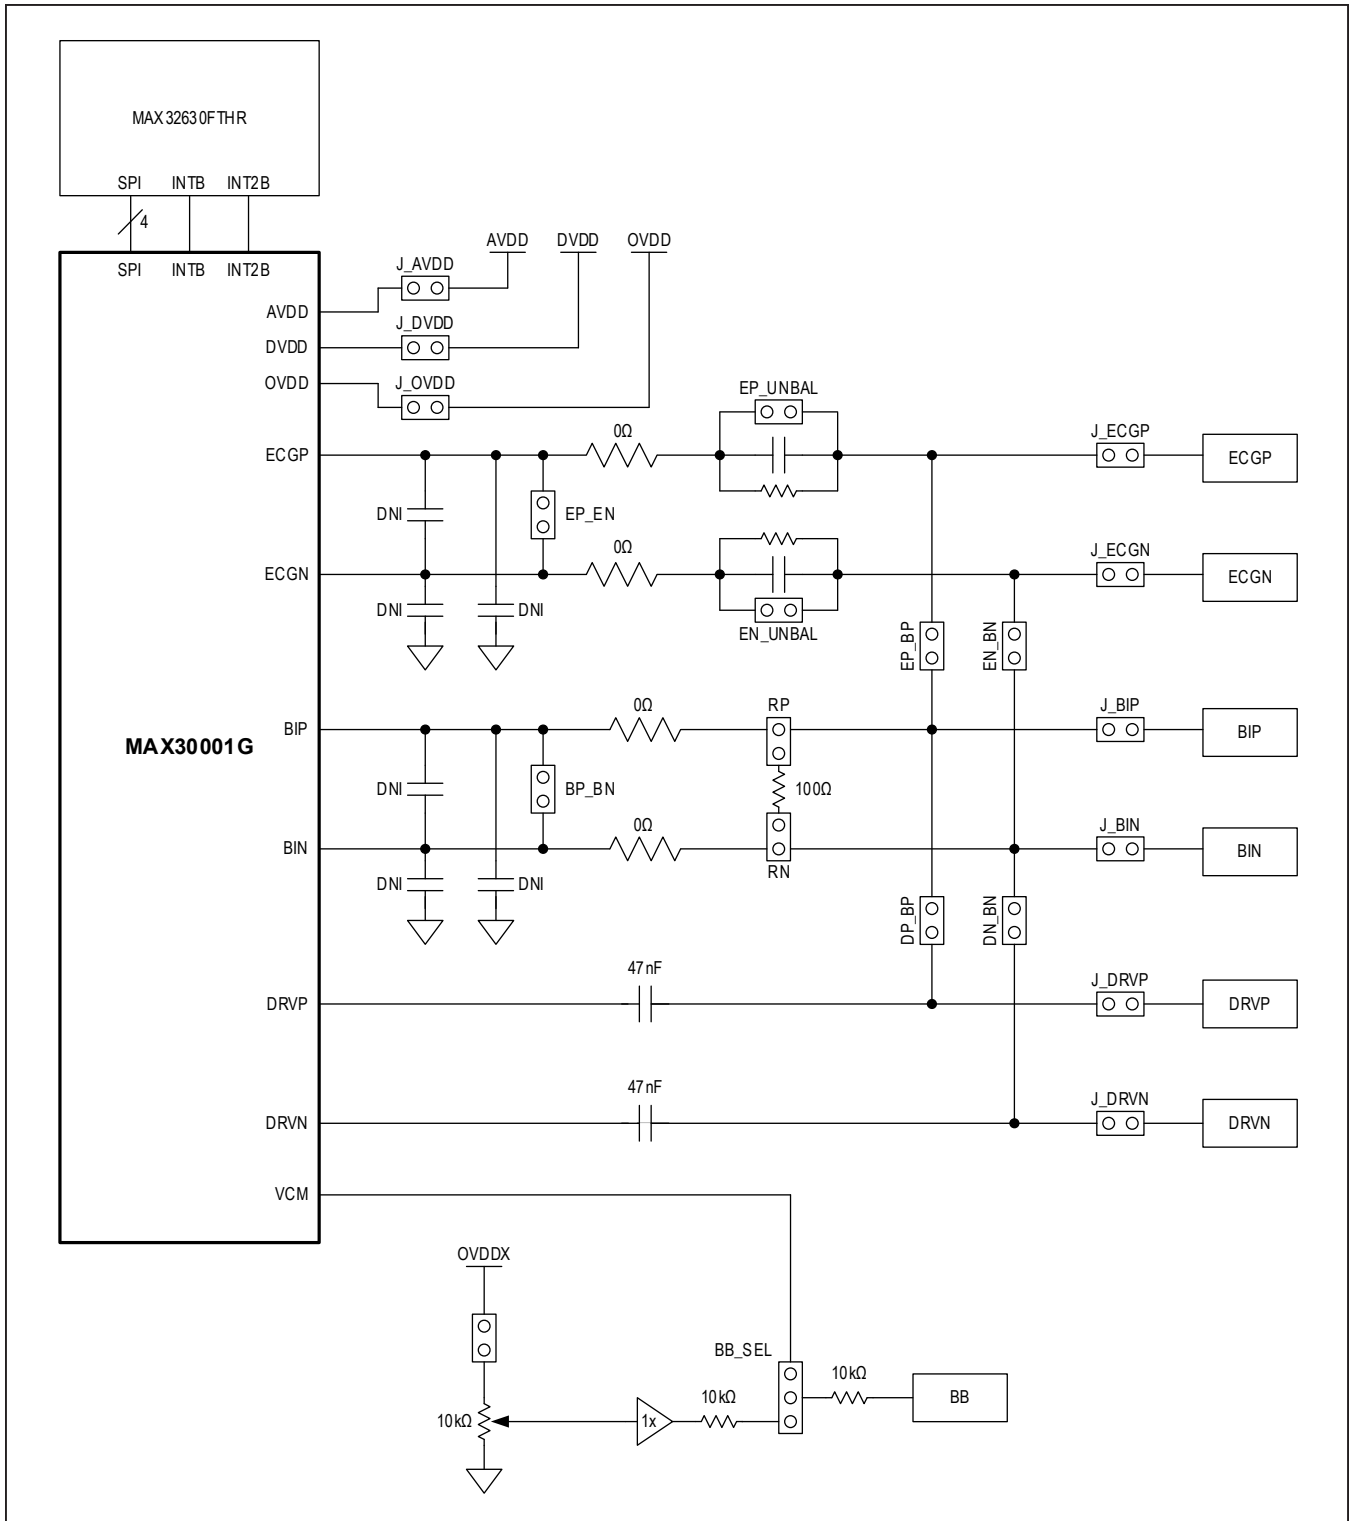 MAX32630FTHR
SPI INTB INT2B
4
SPI INTB INT2B
AVDD DVDD OVDD
J_AVDD
AVDD
J_DVDD
DVDD
J_OVDD
OVDD
EP_UNBAL
0Ω
J_ECGP
ECGP
ECGP
DNI
EP_EN
0Ω
J_ECGN
ECGN
ECGN
DNI
DNI
EN_UNBAL
EP_BP
EN_BN
0Ω
RP
J_BIP
BIP
BIP
MAX30001G
DNI
BP_BN
100Ω
0Ω
J_BIN
BIN
BIN
RN
DNI
DNI
DP_BP
DN_BN
47nF
J_DRVP
DRVP
DRVP
47nF
J_DRVN
DRVN
DRVN
VCM
OVDDX
BB_SEL
10kΩ
BB
10kΩ
10kΩ
1x